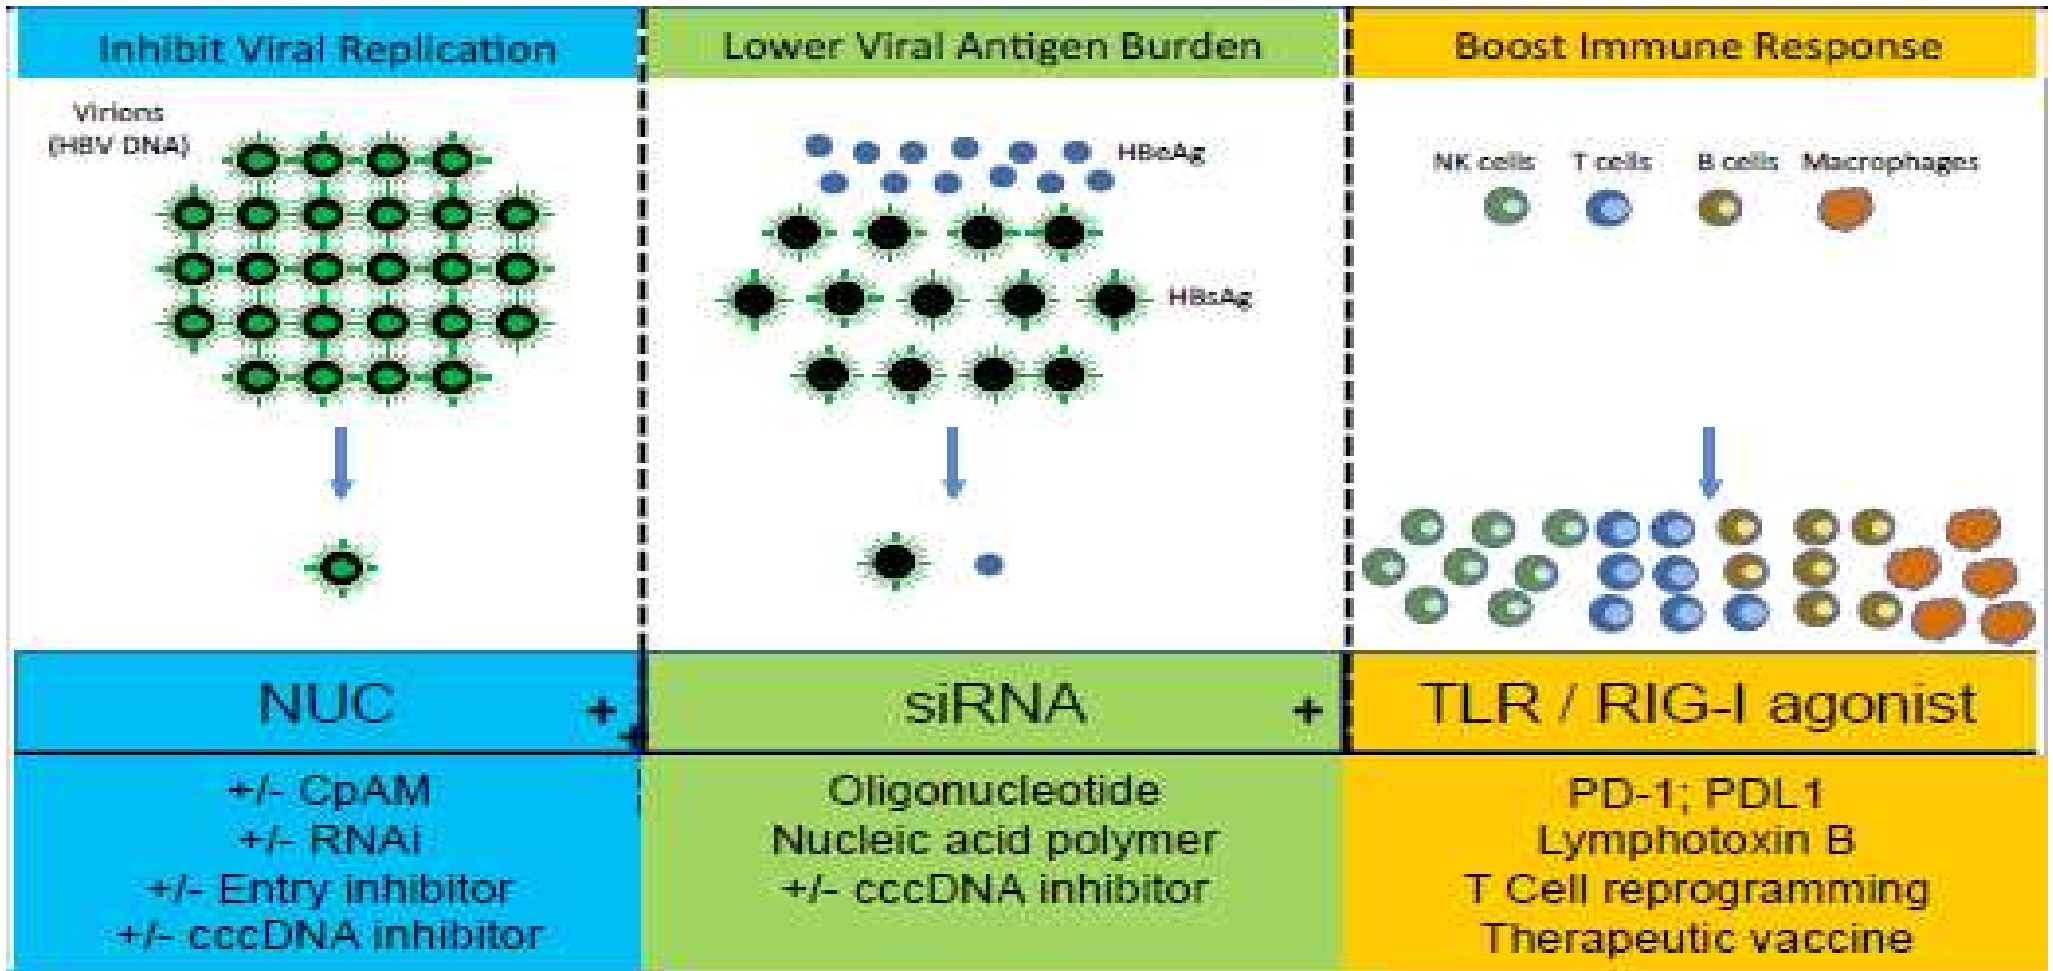 Inhibit Viral Replication
Virions
(HBV DNA)
NUC +
+
+/- CpAM
+/- RNAi
+/- Entry inhibitor
+/- cccDNA inhibitor
Lower Viral Antigen Burden
HBeAg
HBsAg
siRNA +
Oligonucleotide
Nucleic acid polymer
+/- cccDNA inhibitor
Boost Immune Response
NK cells T cells B cells Macrophages
TLR / RIG-I agonist
PD-1; PDL1
Lymphotoxin B
T Cell reprogramming
Therapeutic vaccine